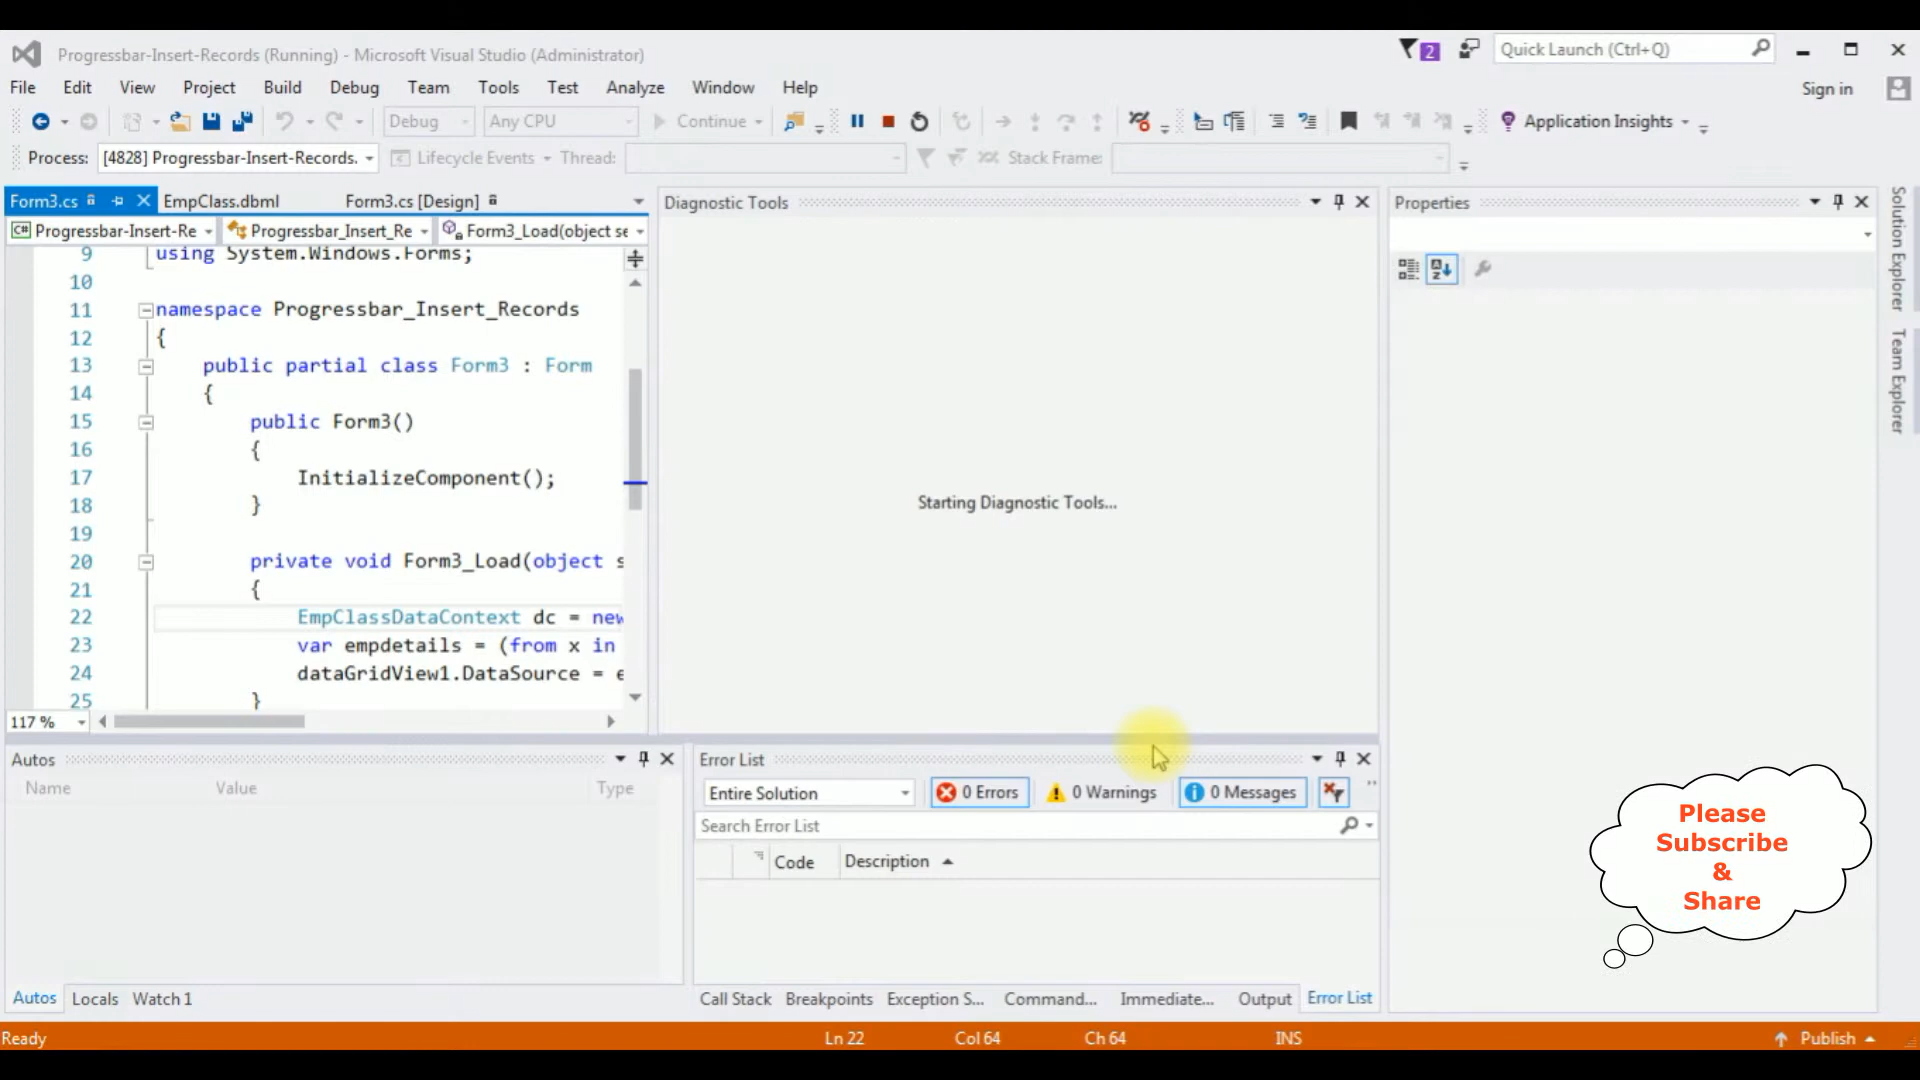 Progressbar-Insert-Records (Running) - Microsoft Visual Studio (Administrator)
2
Quick Launch (Ctrl+Q)
File Edit View Project Build Debug Team Tools Test Analyze Window Help
Sign in
Debug Any CPU Continue Application Insights
Process: [4828] Progressbar-Insert-Records. Lifecycle Events Thread: Stack Frame:
Form3.cs EmpClass.dbml Form3.cs [Design]
Diagnostic Tools
Properties
Solution Explorer
Team Explorer
C# Progressbar-Insert-Re Progressbar_Insert_Re Form3_Load(object se
9 using System.Windows.Forms;
10
11 namespace Progressbar_Insert_Records
12 {
13 public partial class Form3 : Form
14 {
15 public Form3()
16 {
17 InitializeComponent();
18 }
19
20 private void Form3_Load(object s
21 {
22 EmpClassDataContext dc = new
23 var empdetails = (from x in
24 dataGridView1.DataSource = e
25 }
Starting Diagnostic Tools...
117 %
Autos
Name Value Type
Error List
Entire Solution 0 Errors 0 Warnings 0 Messages
Search Error List
Code Description
Please
Subscribe
&
Share
Autos Locals Watch 1
Call Stack Breakpoints Exception S... Command... Immediate... Output Error List
Ready Ln 22 Col 64 Ch 64 INS Publish